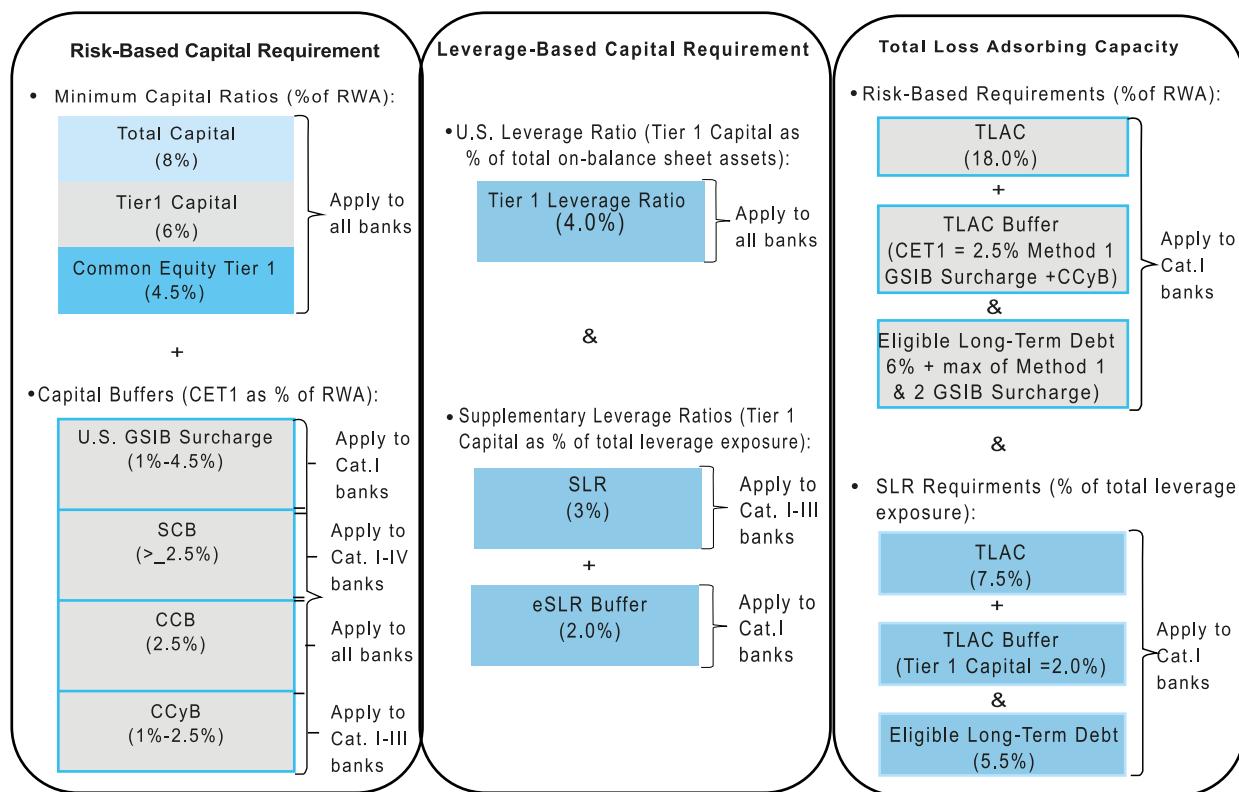 Risk-Based Capital Requirement
• Minimum Capital Ratios (%of RWA):
Total Capital
(8%)
Tier1 Capital
(6%)
Common Equity Tier 1
(4.5%)
Apply to
all banks
+
•Capital Buffers (CET1 as % of RWA):
U.S. GSIB Surcharge
(1%-4.5%)
Apply to
Cat.I
banks
SCB
(>_2.5%)
Apply to
Cat. I-IV
banks
CCB
(2.5%)
Apply to
all banks
CCyB
(1%-2.5%)
Apply to
Cat. I-III
banks
Leverage-Based Capital Requirement
•U.S. Leverage Ratio (Tier 1 Capital as
% of total on-balance sheet assets):
Tier 1 Leverage Ratio
(4.0%)
Apply to
all banks
&
•Supplementary Leverage Ratios (Tier 1
Capital as % of total leverage exposure):
SLR
(3%)
Apply to
Cat. I-III
banks
+
eSLR Buffer
(2.0%)
Apply to
Cat.I
banks
Total Loss Adsorbing Capacity
•Risk-Based Requirements (%of RWA):
TLAC
(18.0%)
+
TLAC Buffer
(CET1 = 2.5% Method 1
GSIB Surcharge +CCyB)
&
Eligible Long-Term Debt
6% + max of Method 1
& 2 GSIB Surcharge)
Apply to
Cat.I
banks
&
• SLR Requirments (% of total leverage
exposure):
TLAC
(7.5%)
+
TLAC Buffer
(Tier 1 Capital =2.0%)
&
Eligible Long-Term Debt
(5.5%)
Apply to
Cat.I
banks